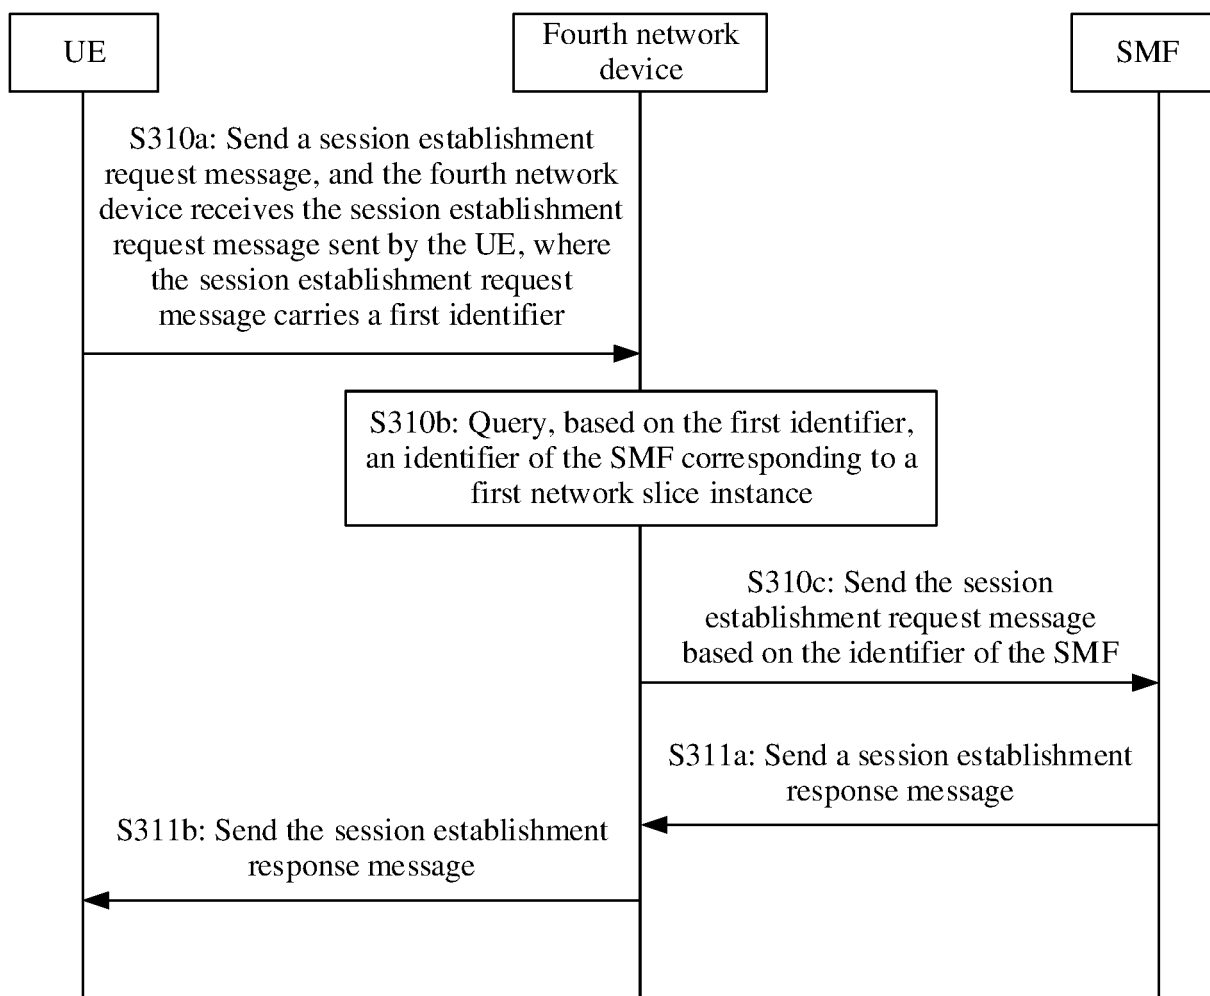 UE
Fourth network
device
SMF
S310a: Send a session establishment
request message, and the fourth network
device receives the session establishment
request message sent by the UE, where
the session establishment request
message carries a first identifier
S310b: Query, based on the first identifier,
an identifier of the SMF corresponding to a
first network slice instance
S310c: Send the session
establishment request message
based on the identifier of the SMF
S311a: Send a session establishment
response message
S311b: Send the session establishment
response message